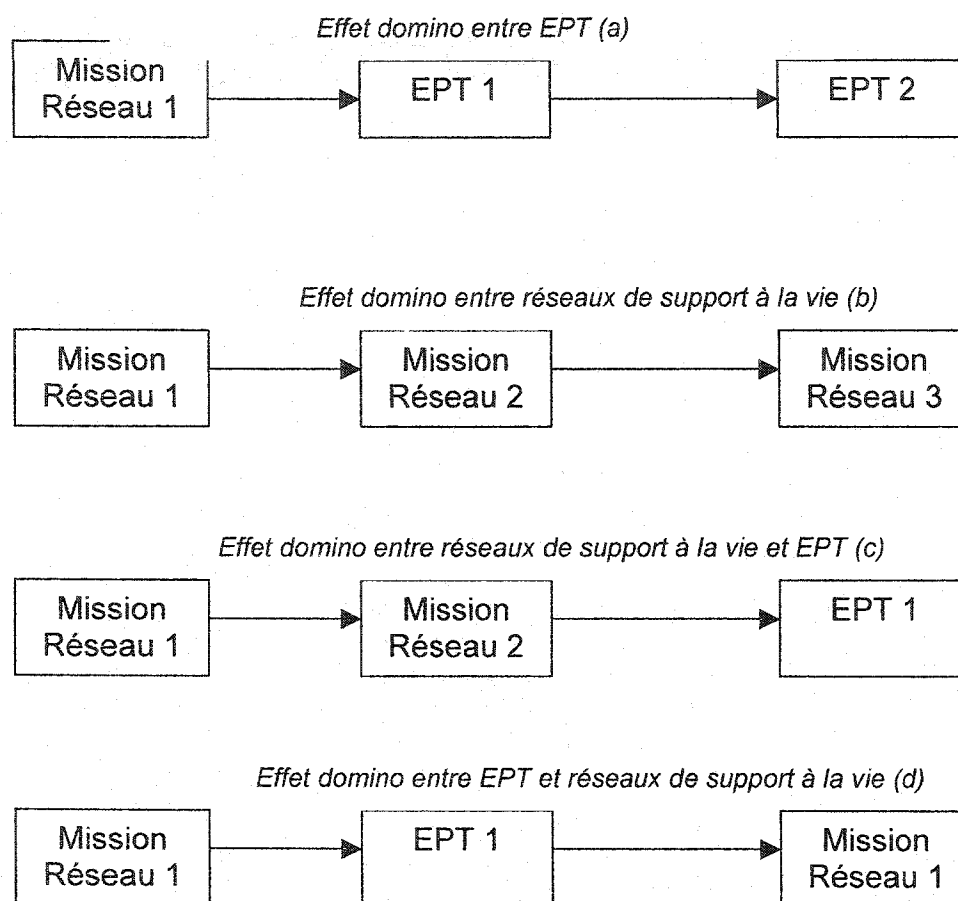 Effet domino entre EPT (a)
Mission
Réseau 1
EPT 1
EPT 2
Effet domino entre réseaux de support à la vie (b)
Mission
Réseau 1
Mission
Réseau 2
Mission
Réseau 3
Effet domino entre réseaux de support à la vie et EPT (c)
Mission
Réseau 1
Mission
Réseau 2
EPT 1
Effet domino entre EPT et réseaux de support à la vie (d)
Mission
Réseau 1
EPT 1
Mission
Réseau 1